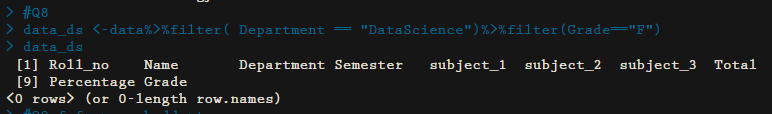 > #Q8
> data_ds <-data%>%filter( Department == "DataScience")%>%filter(Grade=="F")
> data_ds
 [1] Roll_no    Name       Department Semester   subject_1  subject_2  subject_3  Total
 [9] Percentage Grade
<0 rows> (or 0-length row.names)